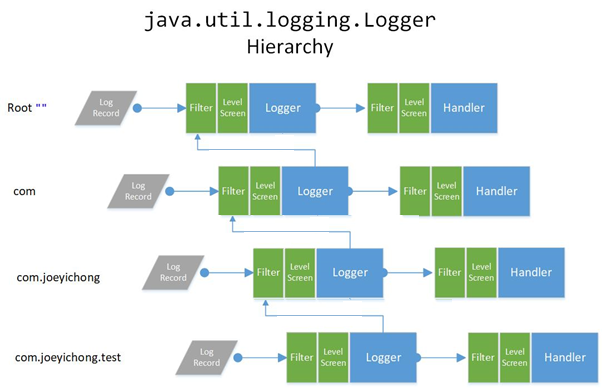 java.util.logging.Logger
Hierarchy
Root ""
Log
Record
Filter
Level
Screen
Logger
Filter
Level
Screen
Handler
com
Log
Record
Filter
Level
Screen
Logger
Filter
Level
Screen
Handler
com.joeyichong
Log
Record
Filter
Level
Screen
Logger
Filter
Level
Screen
Handler
com.joeyichong.test
Log
Record
Filter
Level
Screen
Logger
Filter
Level
Screen
Handler